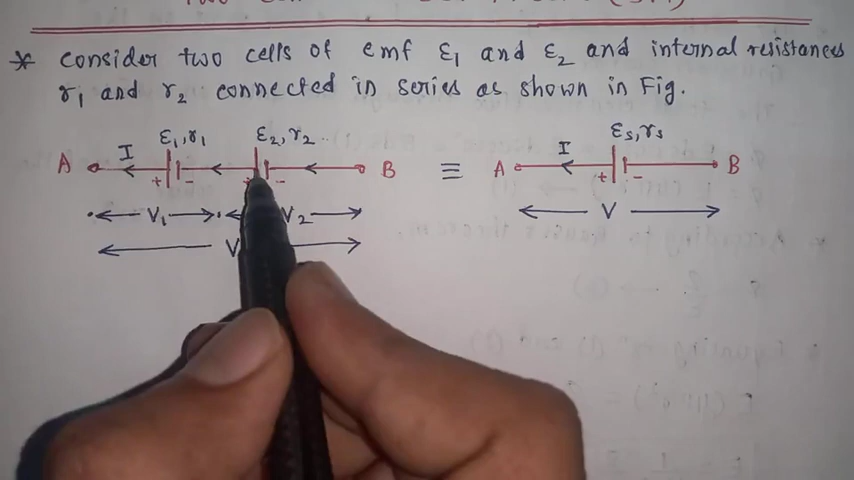 * Consider two cells of emf ε1 and ε2 and internal resistances
r1 and r2 connected in series as shown in Fig.
ε1,r1 ε2,r2 εs,rs
A I B ≡ A I B
+ - + - + -
V1 V2 V
V